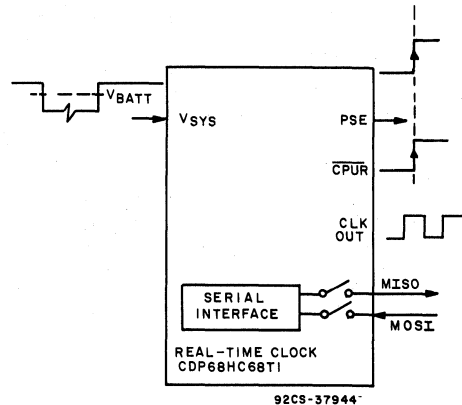 VBATT
VSYS
PSE
CPUR
CLK
OUT
MISO
SERIAL
INTERFACE
MOSI
REAL-TIME CLOCK
CDP68HC68T1
92CS-37944